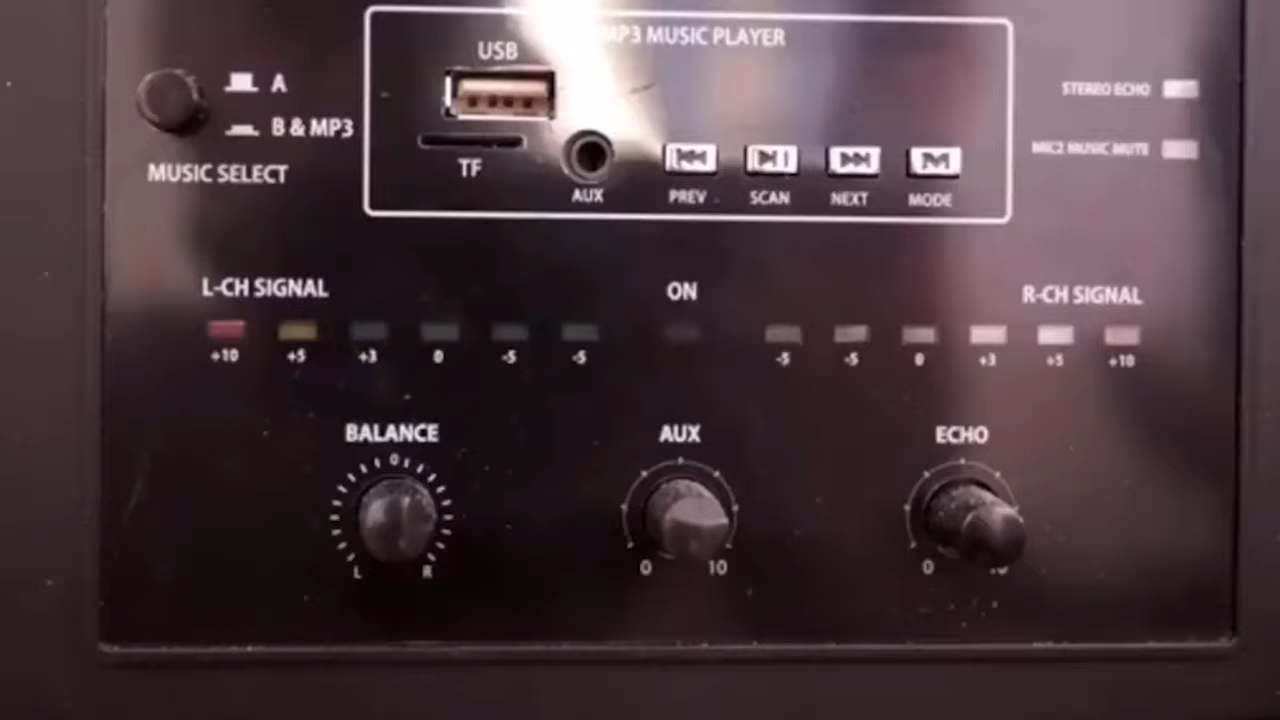 MP3 MUSIC PLAYER
USB
TF
AUX
PREV
SCAN
NEXT
MODE
A
B & MP3
MUSIC SELECT
STEREO ECHO
MIC2 MUSIC MUTE
L-CH SIGNAL
ON
R-CH SIGNAL
+10 +5 +3 0 -5 -5
-5 -5 0 +3 +5 +10
BALANCE
0
L R
AUX
0 10
ECHO
0 10